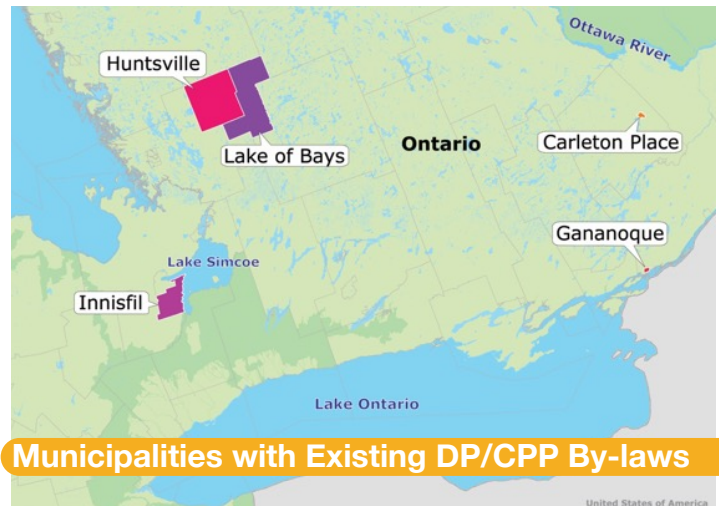 Ottawa River
Huntsville
Carleton Place
Ontario
Lake of Bays
Gananoque
Lake Simcoe
Innisfil
Lake Ontario
Municipalities with Existing DP/CPP By-laws
United States of America